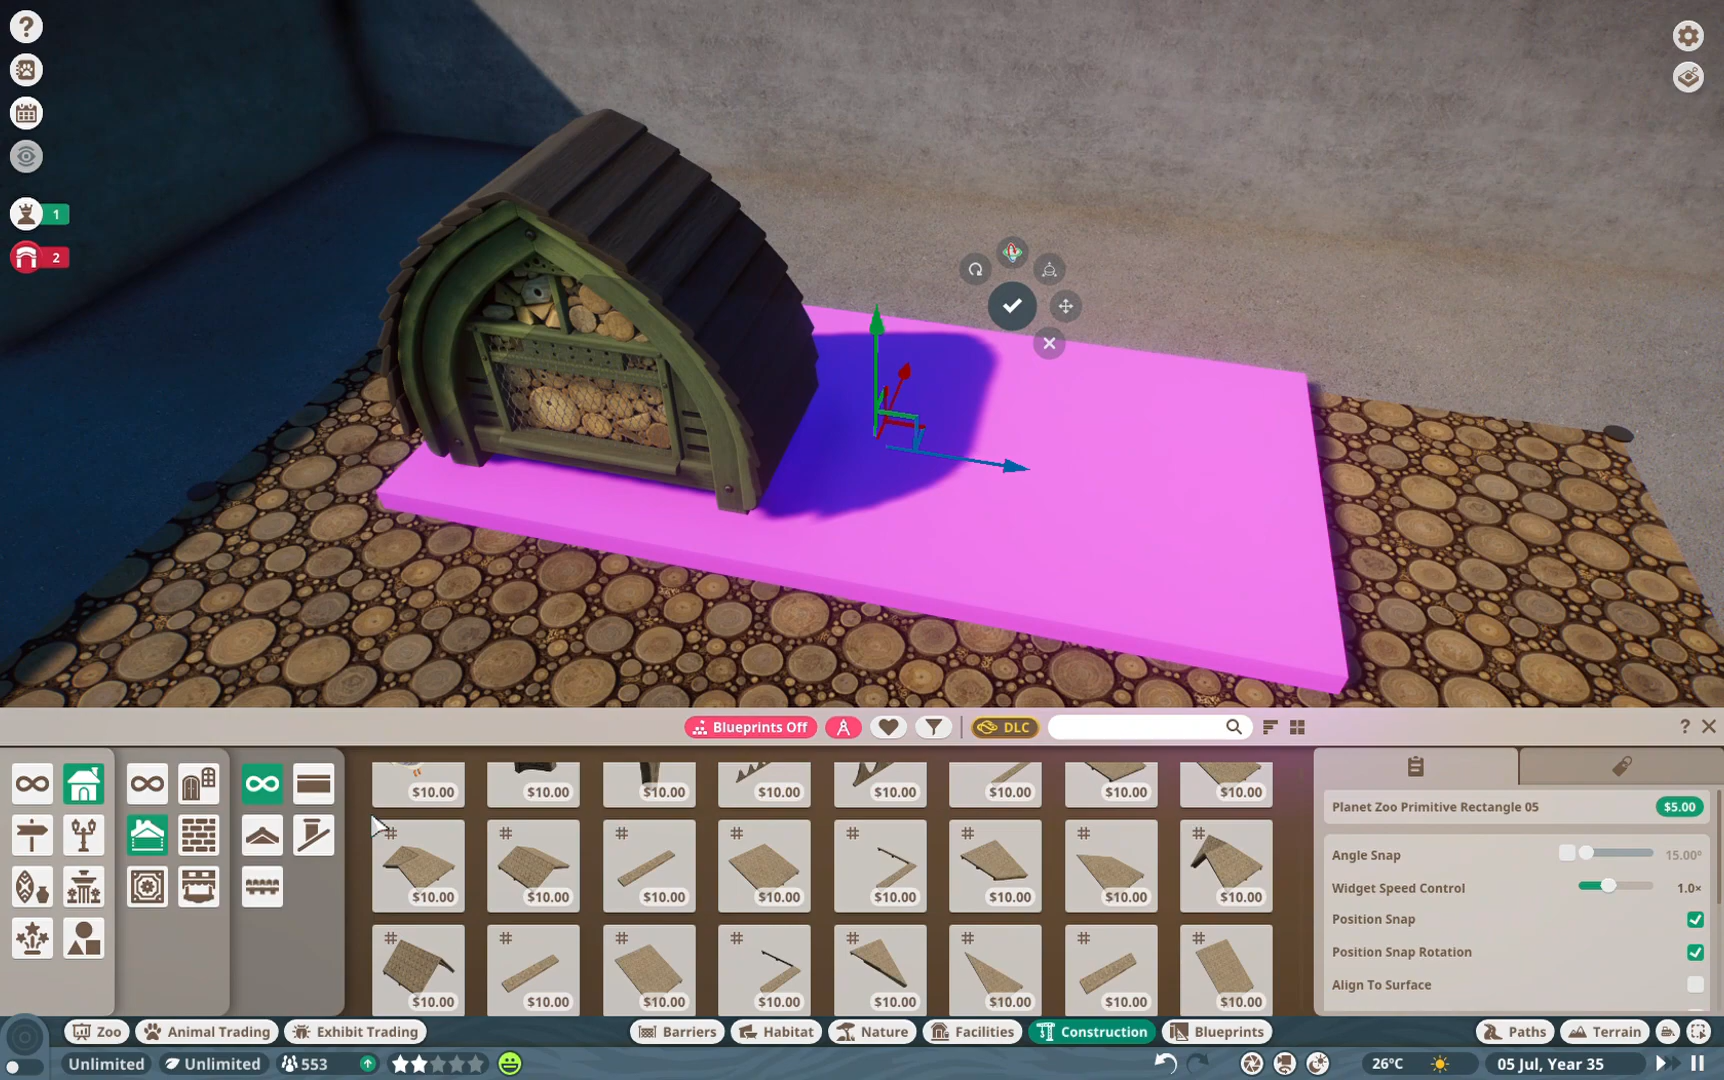 ?
1
2
Blueprints Off
DLC
?
$10.00 $10.00 $10.00 $10.00 $10.00 $10.00 $10.00 $10.00
$10.00 $10.00 $10.00 $10.00 $10.00 $10.00 $10.00 $10.00
$10.00 $10.00 $10.00 $10.00 $10.00 $10.00 $10.00 $10.00
Planet Zoo Primitive Rectangle 05 $5.00
Angle Snap 15.00°
Widget Speed Control 1.0×
Position Snap
Position Snap Rotation
Align To Surface
Zoo Animal Trading Exhibit Trading Barriers Habitat Nature Facilities Construction Blueprints Paths Terrain
Unlimited Unlimited 553 26°C 05 Jul, Year 35